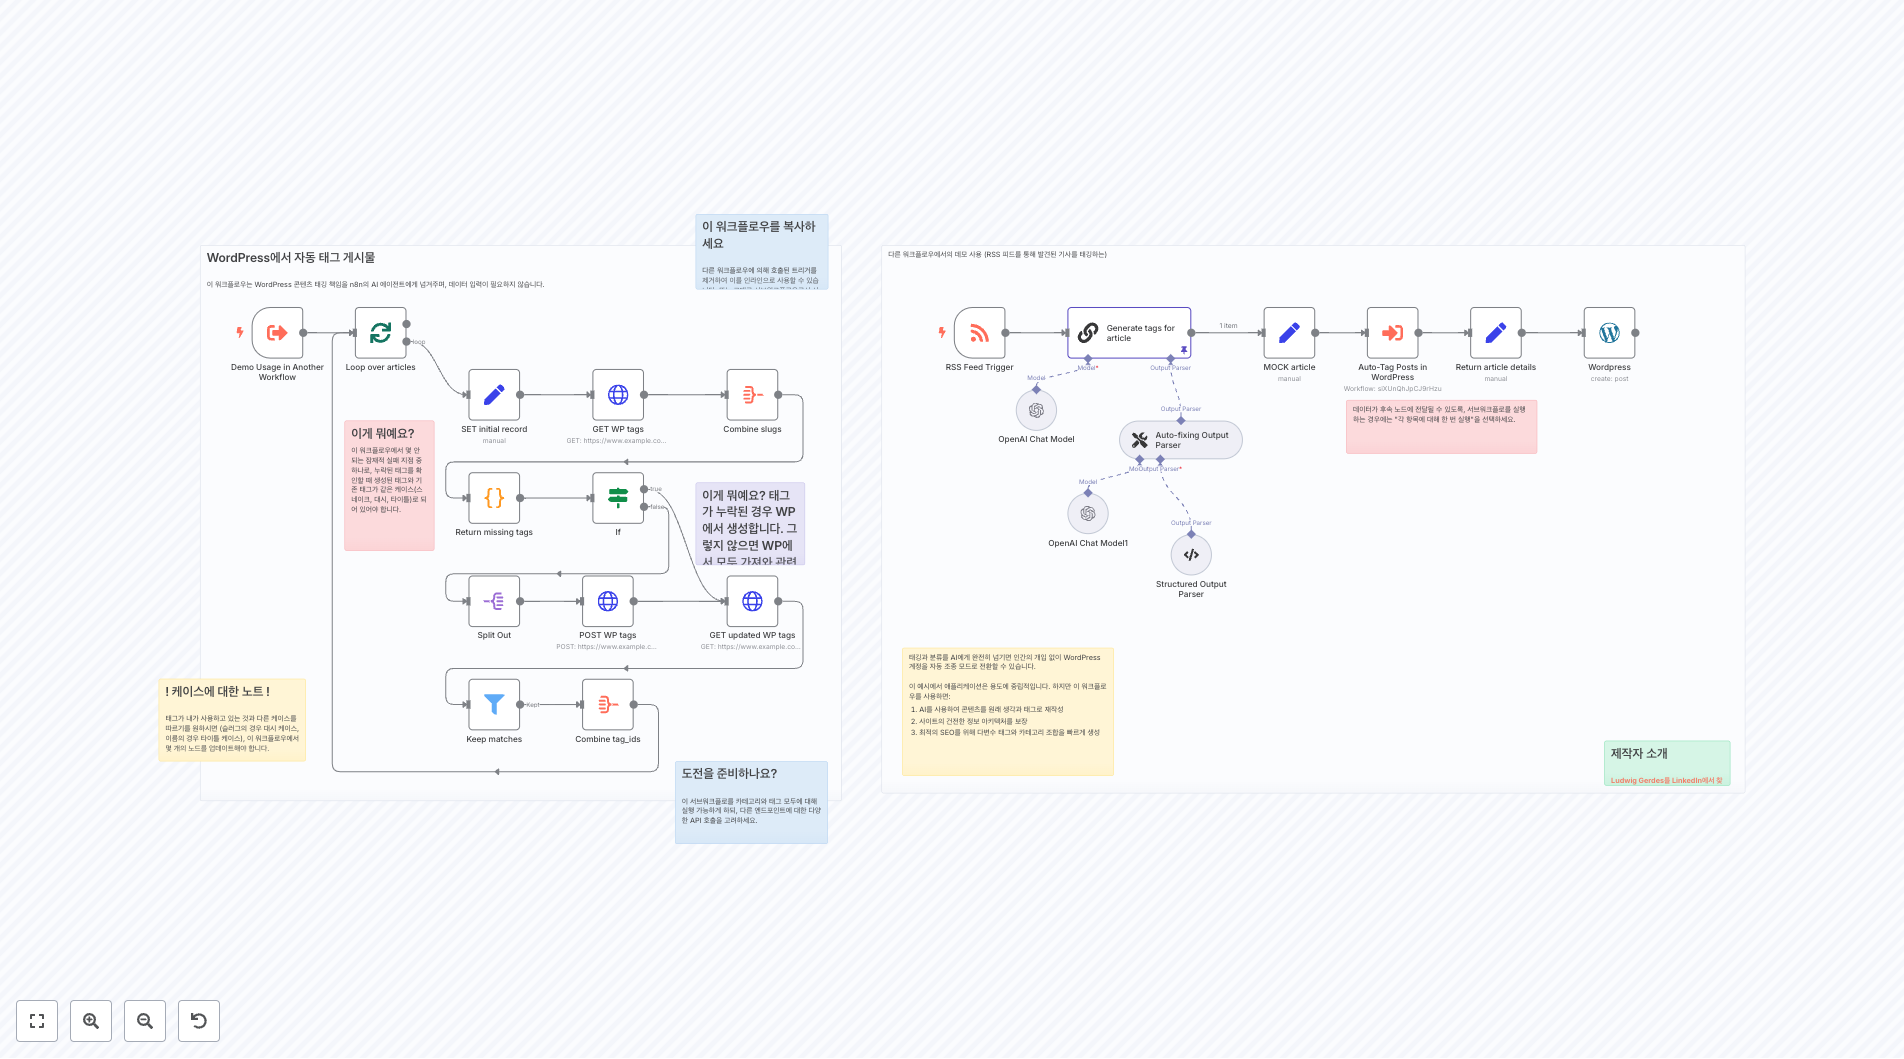 이 워크플로우를 복사하
세요
다른 워크플로우에 의해 호출된 트리거를
제거하여 이를 인라인으로 사용할 수 있습
WordPress에서 자동 태그 게시물
이 워크플로우는 WordPress 콘텐츠 태깅 책임을 n8n의 AI 에이전트에게 넘겨주며, 데이터 입력이 필요하지 않습니다.
Demo Usage in Another
Workflow
Loop over articles
loop
SET initial record
manual
GET WP tags
GET: https://www.example.co...
Combine slugs
이게 뭐예요?
이 워크플로우에서 몇 안
되는 잠재적 실패 지점 중
하나로, 누락된 태그를 확
인할 때 생성된 태그와 기
존 태그가 같은 케이스(스
네이크, 대시, 타이틀)로 되
어 있어야 합니다.
Return missing tags
If
true
false
이게 뭐예요? 태그
가 누락된 경우 WP
에서 생성합니다. 그
렇지 않으면 WP에
서 모두 가져와 관련
Split Out
POST WP tags
POST: https://www.example.c...
GET updated WP tags
GET: https://www.example.co...
! 케이스에 대한 노트 !
태그가 내가 사용하고 있는 것과 다른 케이스를
따르기를 원하시면 (슬러그의 경우 대시 케이스,
이름의 경우 타이틀 케이스), 이 워크플로우에서
몇 개의 노드를 업데이트해야 합니다.
Keep matches
Kept
Combine tag_ids
도전을 준비하나요?
이 서브워크플로를 카테고리와 태그 모두에 대해
실행 가능하게 하되, 다른 엔드포인트에 대한 다양
한 API 호출을 고려하세요.
다른 워크플로우에서의 데모 사용 (RSS 피드를 통해 발견된 기사를 태깅하는)
RSS Feed Trigger
Generate tags for
article
1 item
Model*
Output Parser
MOCK article
manual
Auto-Tag Posts in
WordPress
Return article details
manual
Wordpress
create: post
Model
OpenAI Chat Model
Output Parser
Auto-fixing Output
Parser
Output Parser*
데이터가 후속 노드에 전달될 수 있도록, 서브워크플로를 실행
하는 경우에는 "각 항목에 대해 한 번 실행"을 선택하세요.
Model
OpenAI Chat Model1
Output Parser
Structured Output
Parser
태깅과 분류를 AI에게 완전히 넘기면 인간의 개입 없이 WordPress
계정을 자동 조종 모드로 전환할 수 있습니다.
이 예시에서 애플리케이션은 용도에 중립적입니다. 하지만 이 워크플로
우를 사용하면:
1. AI를 사용하여 콘텐츠를 원래 생각과 태그로 재작성
2. 사이트의 건전한 정보 아키텍처를 보장
3. 최적의 SEO를 위해 다변수 태그와 카테고리 조합을 빠르게 생성
제작자 소개
Ludwig Gerdes를 LinkedIn에서 찾